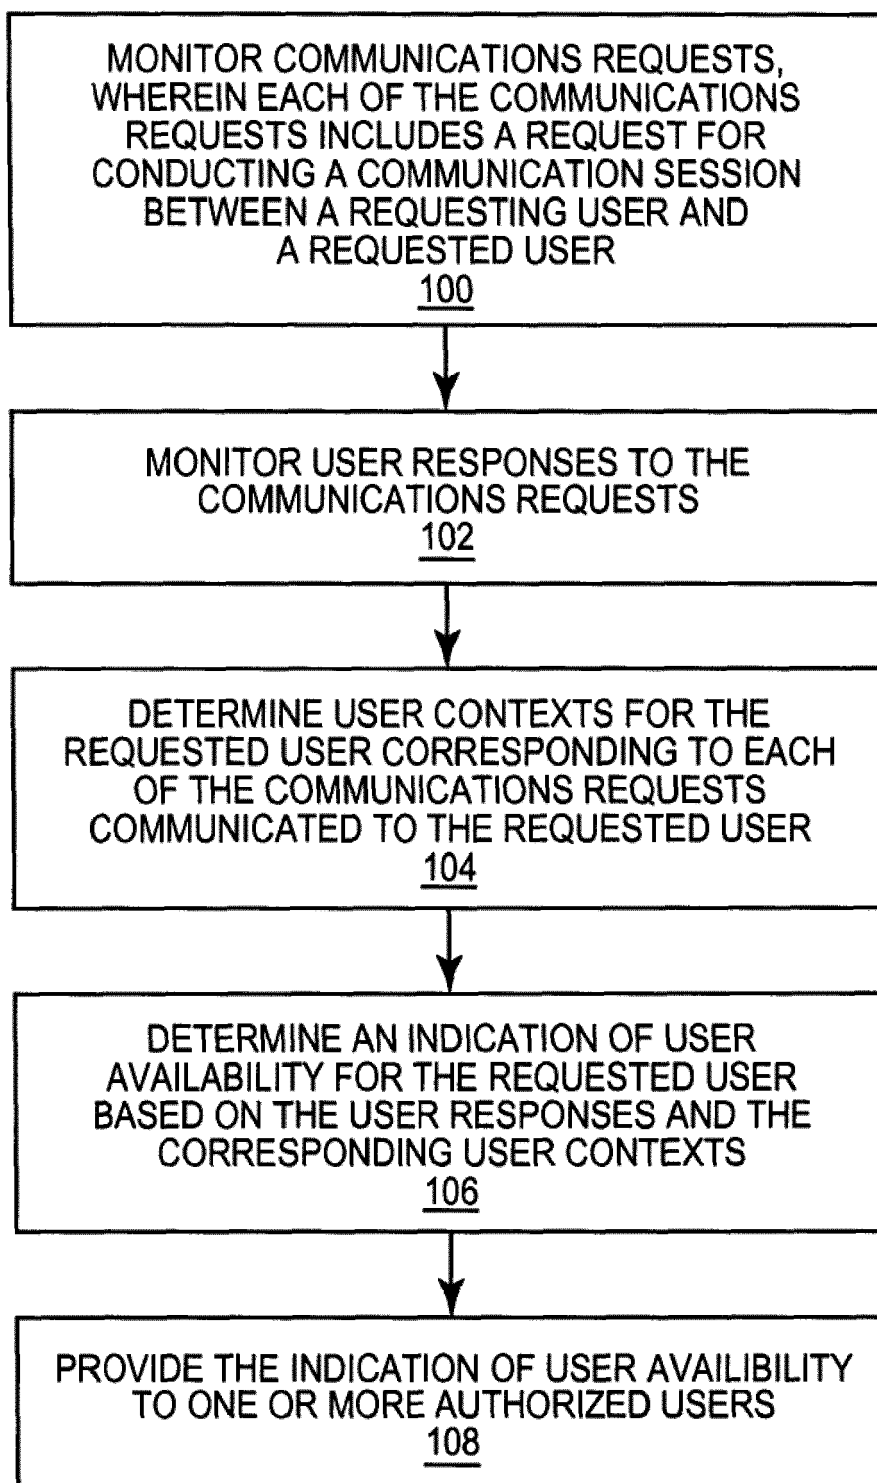 MONITOR COMMUNICATIONS REQUESTS,
WHEREIN EACH OF THE COMMUNICATIONS
REQUESTS INCLUDES A REQUEST FOR
CONDUCTING A COMMUNICATION SESSION
BETWEEN A REQUESTING USER AND
A REQUESTED USER
100
MONITOR USER RESPONSES TO THE
COMMUNICATIONS REQUESTS
102
DETERMINE USER CONTEXTS FOR THE
REQUESTED USER CORRESPONDING TO EACH
OF THE COMMUNICATIONS REQUESTS
COMMUNICATED TO THE REQUESTED USER
104
DETERMINE AN INDICATION OF USER
AVAILABILITY FOR THE REQUESTED USER
BASED ON THE USER RESPONSES AND THE
CORRESPONDING USER CONTEXTS
106
PROVIDE THE INDICATION OF USER AVAILIBILITY
TO ONE OR MORE AUTHORIZED USERS
108